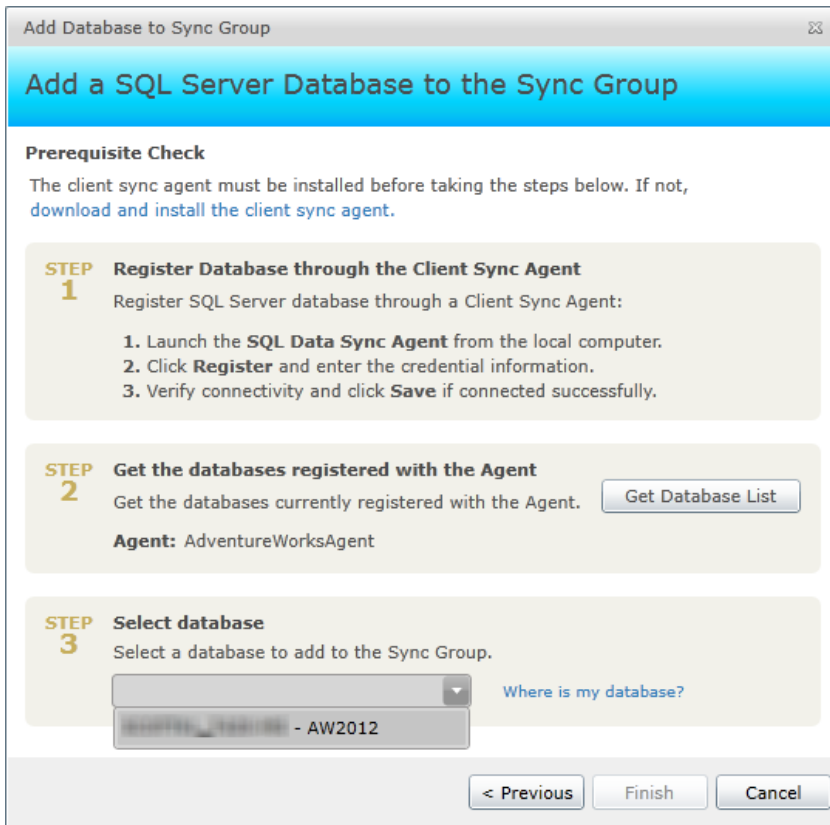 Add Database to Sync Group
Add a SQL Server Database to the Sync Group
Prerequisite Check
The client sync agent must be installed before taking the steps below. If not,
download and install the client sync agent.
STEP
1
Register Database through the Client Sync Agent
Register SQL Server database through a Client Sync Agent:
1. Launch the SQL Data Sync Agent from the local computer.
2. Click Register and enter the credential information.
3. Verify connectivity and click Save if connected successfully.
STEP
2
Get the databases registered with the Agent
Get the databases currently registered with the Agent.
Get Database List
Agent: AdventureWorksAgent
STEP
3
Select database
Select a database to add to the Sync Group.
Where is my database?
- AW2012
< Previous
Finish
Cancel